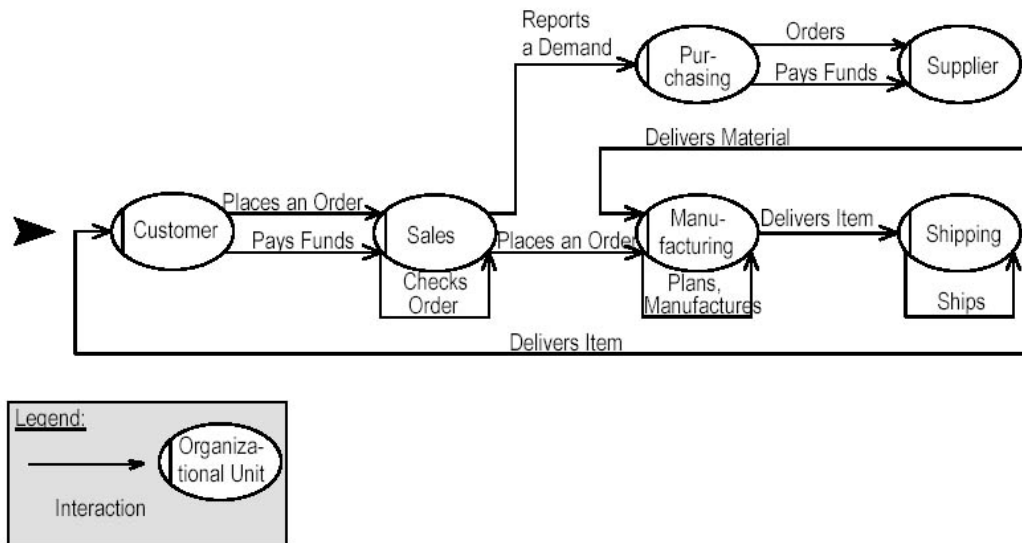 Reports
a Demand
Pur-
chasing
Orders
Pays Funds
Supplier
Delivers Material
Customer
Places an Order
Pays Funds
Sales
Checks
Order
Places an Order
Manu-
facturing
Plans,
Manufactures
Delivers Item
Shipping
Ships
Delivers Item
Legend:
Interaction
Organiza-
tional Unit